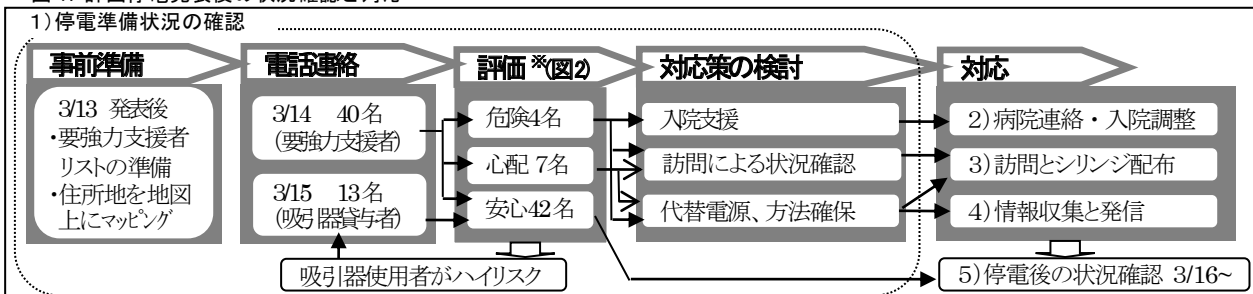 1)停電準備状況の確認
事前準備
電話連絡
評価 ※(図2)
対応策の検討
対応
3/13 発表後
・要強力支援者
リストの準備
・住所地を地図
上にマッピング
3/14 40名
(要強力支援者)
3/15 13名
(吸引器貸与者)
危険4名
心配 7名
安心42名
入院支援
訪問による状況確認
代替電源、方法確保
2)病院連絡・入院調整
3)訪問とシリンジ配布
4)情報収集と発信
吸引器使用者がハイリスク
5)停電後の状況確認 3/16~